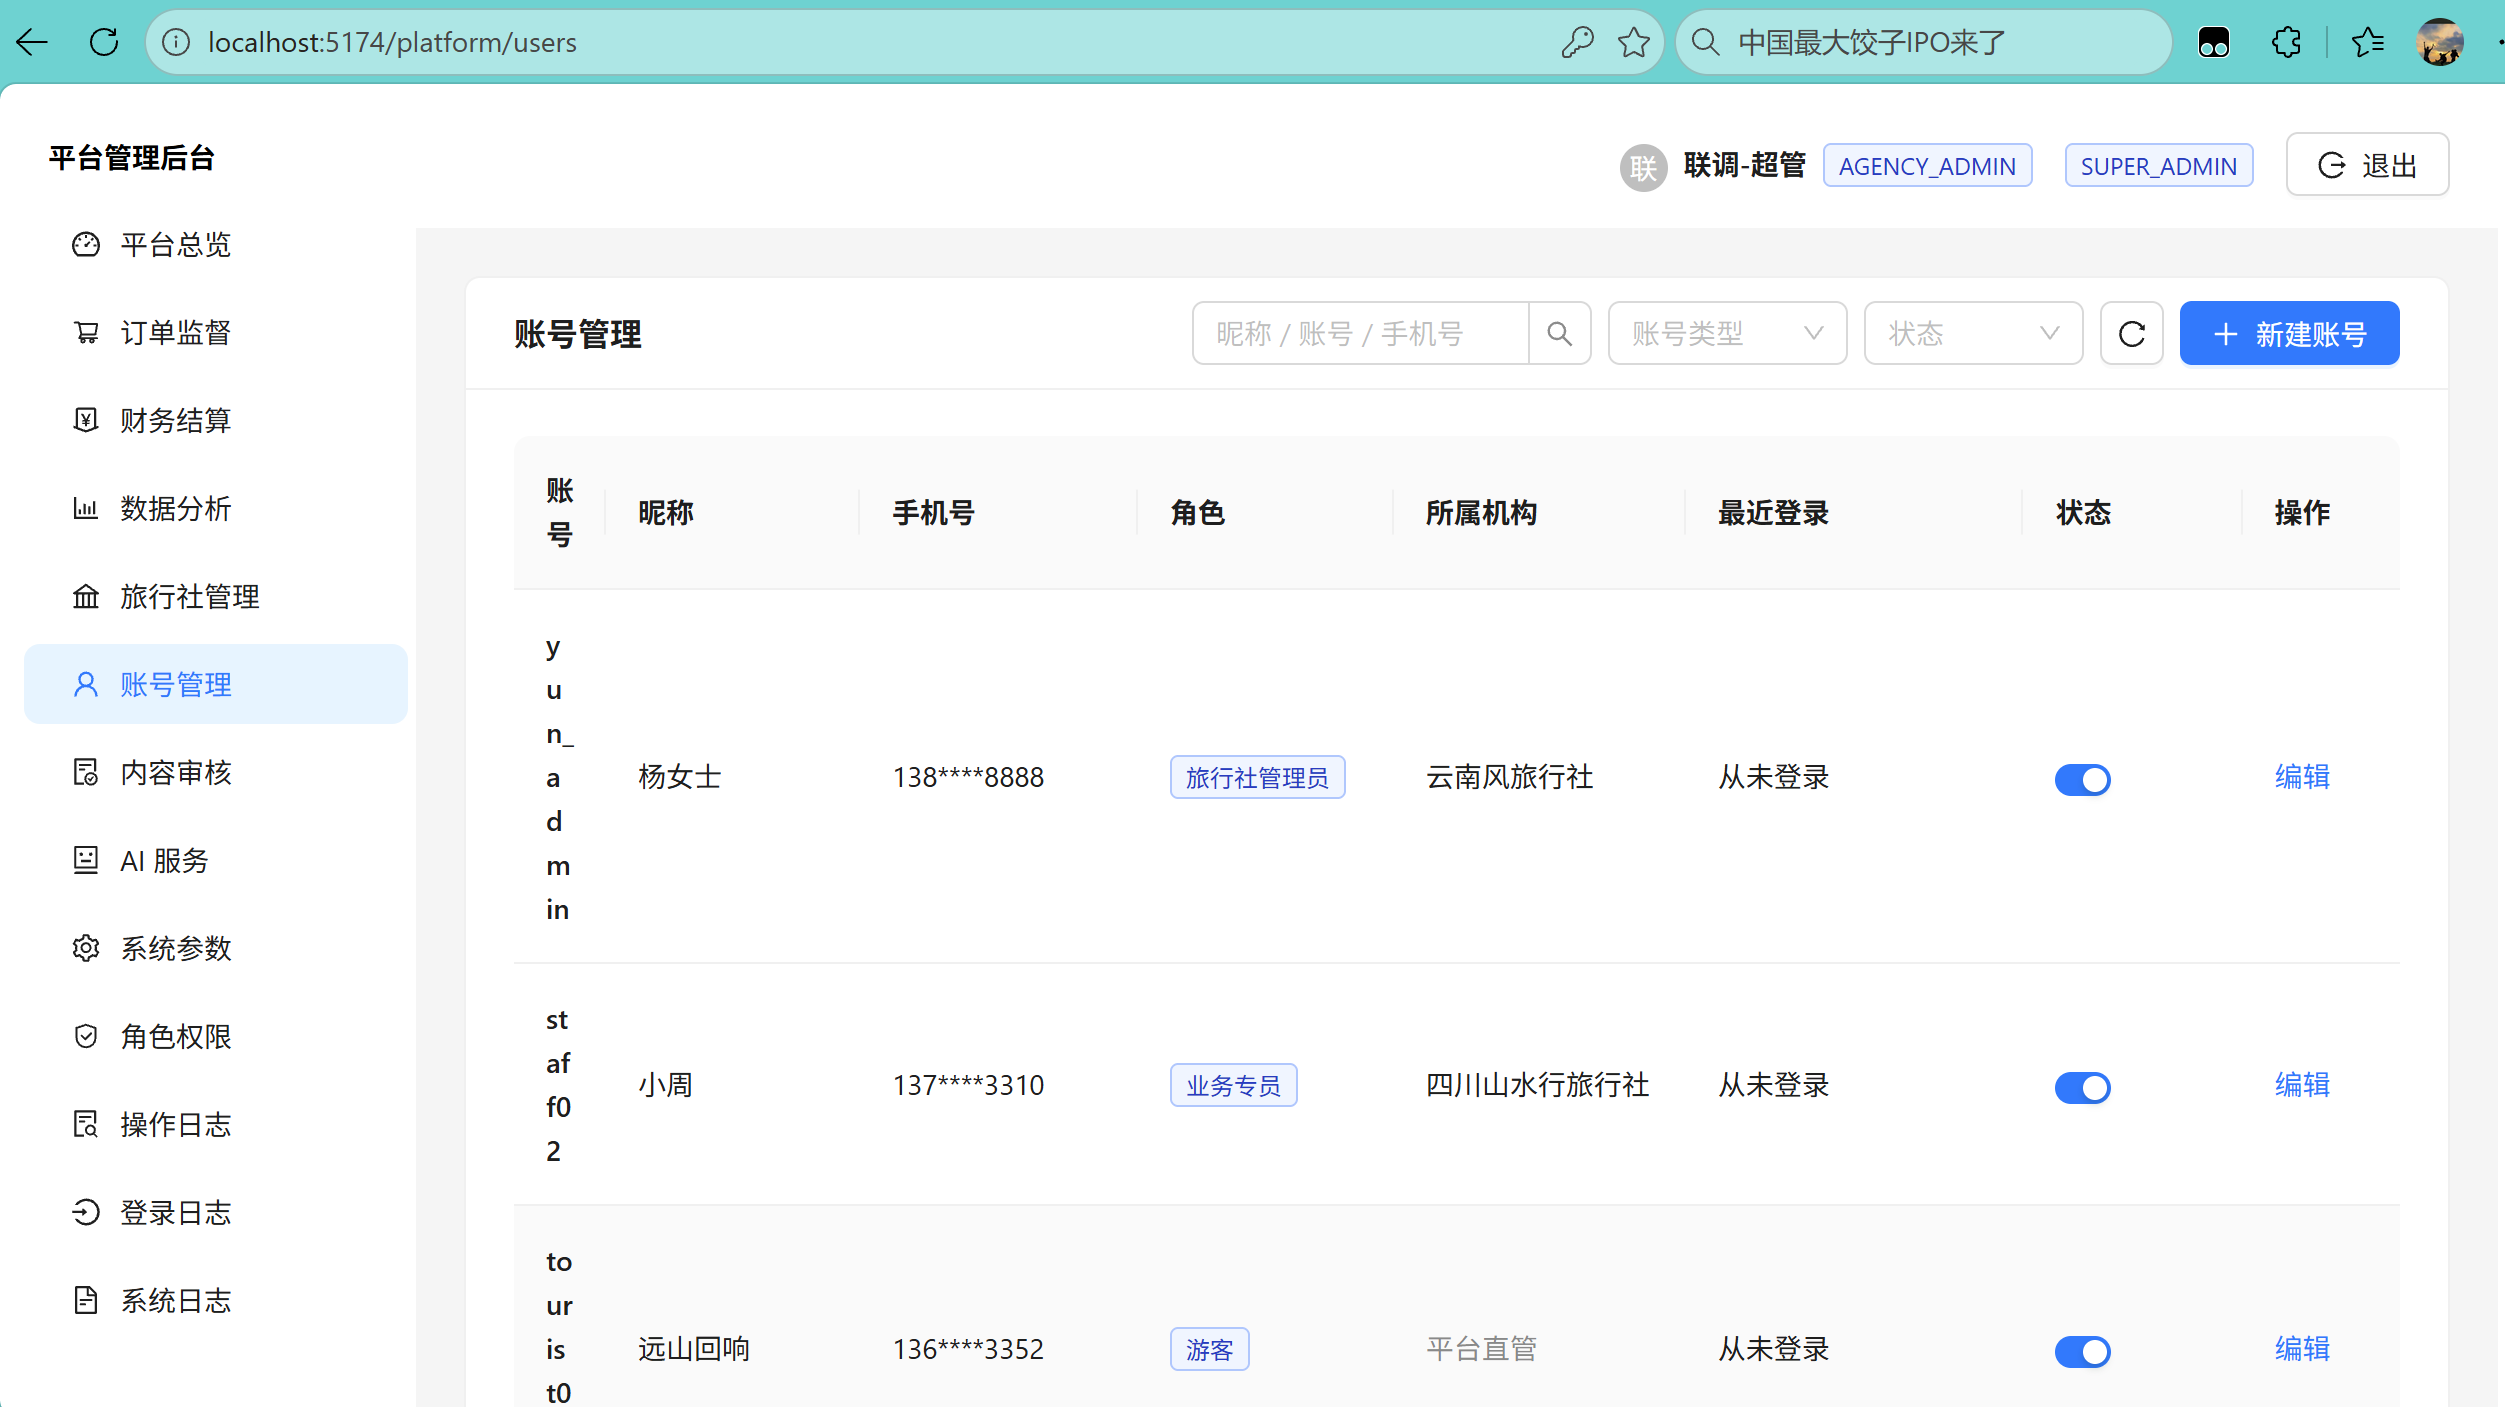 localhost:5174/platform/users
中国最大饺子IPO来了
平台管理后台
联
联调-超管
AGENCY_ADMIN
SUPER_ADMIN
退出
平台总览
订单监督
财务结算
数据分析
旅行社管理
账号管理
内容审核
AI 服务
系统参数
角色权限
操作日志
登录日志
系统日志
账号管理
昵称 / 账号 / 手机号
账号类型
状态
新建账号
账
号
昵称
手机号
角色
所属机构
最近登录
状态
操作
y
u
n_
a
d
m
in
杨女士
138****8888
旅行社管理员
云南风旅行社
从未登录
编辑
st
af
f0
2
小周
137****3310
业务专员
四川山水行旅行社
从未登录
编辑
to
ur
is
t0
远山回响
136****3352
游客
平台直管
从未登录
编辑